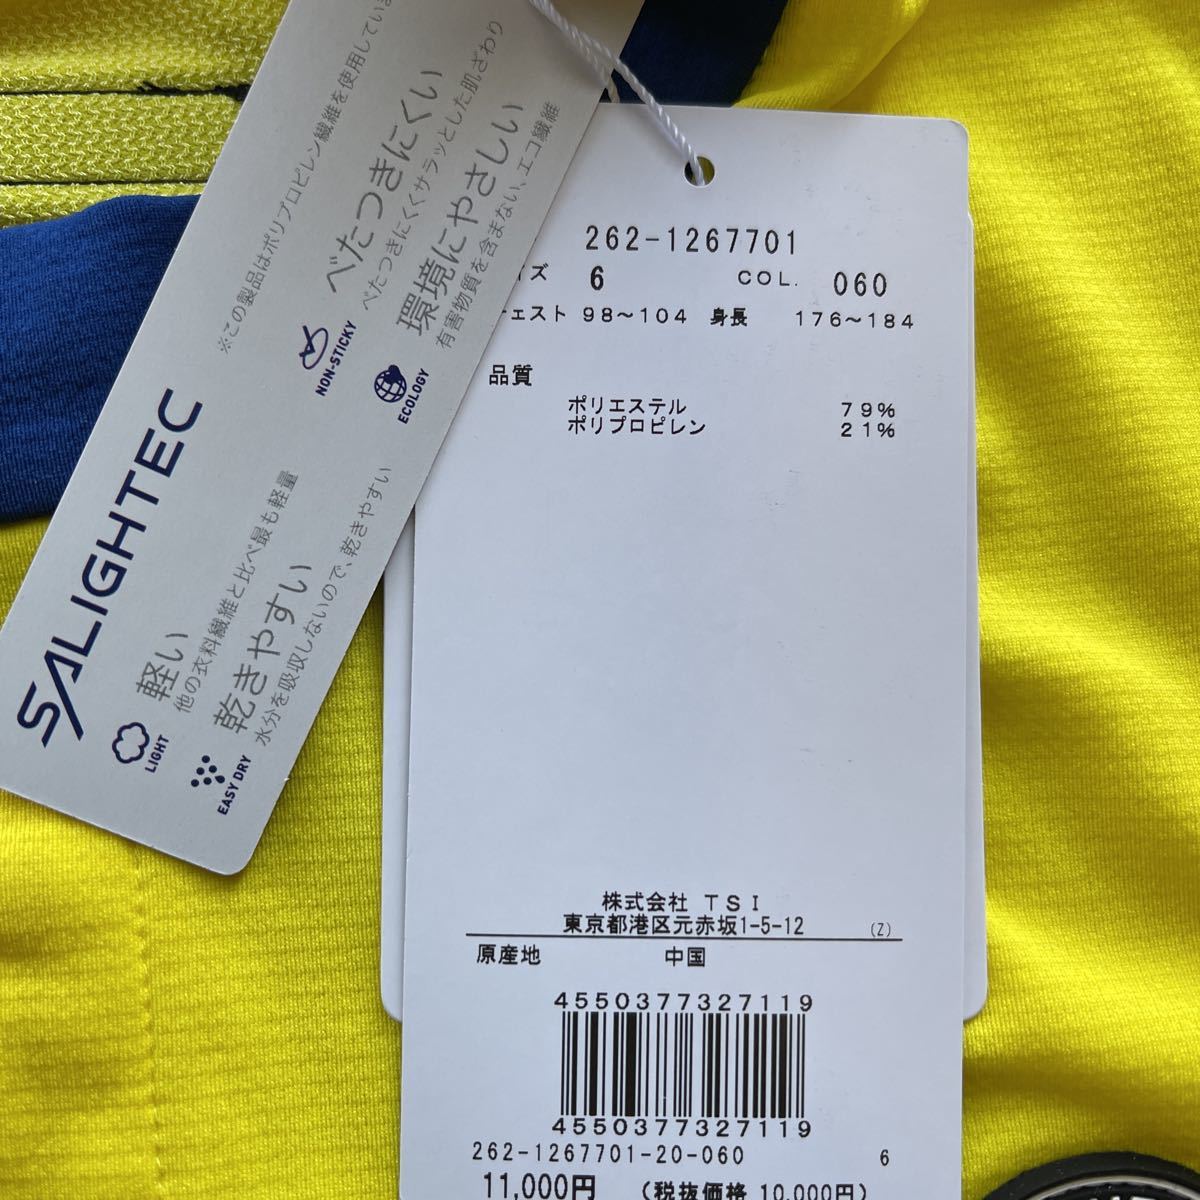 ※この製品はポリプロピレン繊維を使用していま
SALIGHTEC
軽い
他の衣料繊維と比べ最も軽量
LIGHT
乾きやすい
水分を吸収しないので、乾きやすい
EASY DRY
べたつきにくい
べたつきにくくサラッとした肌ざわり
NON-STICKY
環境にやさしい
有害物質を含まない、エコ繊維
ECOLOGY
262-1267701
イズ 6 COL. 060
チェスト 98～104 身長 176～184
品質
ポリエステル 79%
ポリプロピレン 21%
株式会社 TSI
東京都港区元赤坂1-5-12 (Z)
原産地 中国
4550377327119
4550377327119
262-1267701-20-060 6
11,000円 (税抜価格 10,000円)